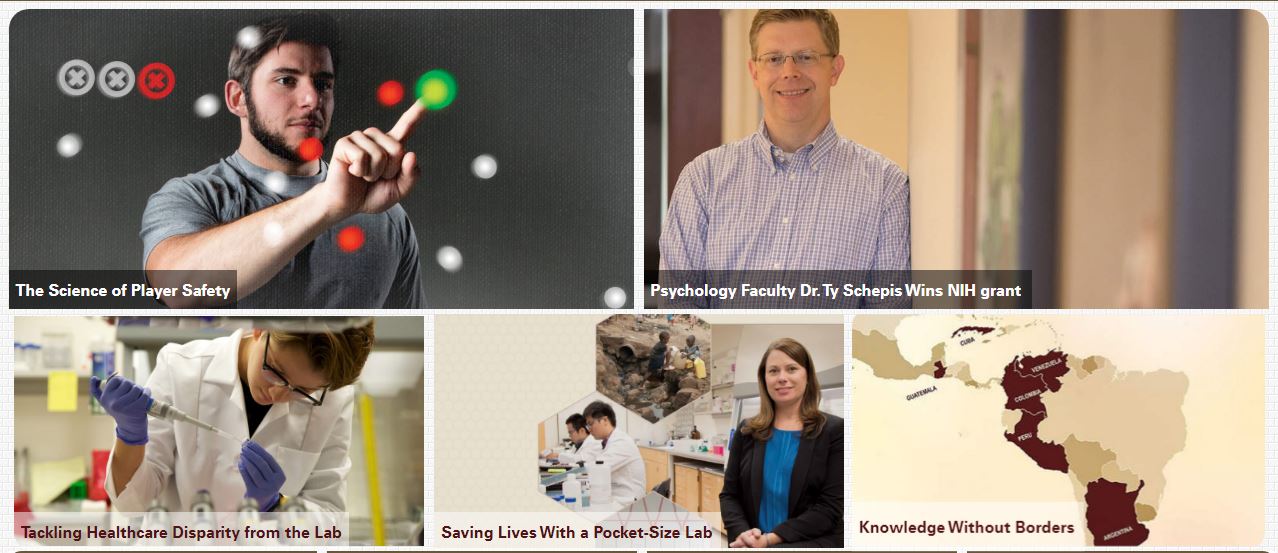 The Science of Player Safety
Psychology Faculty Dr. Ty Schepis Wins NIH grant
Tackling Healthcare Disparity from the Lab
Saving Lives With a Pocket-Size Lab
CUBA
GUATEMALA
VENEZUELA
COLOMBIA
PERU
ARGENTINA
Knowledge Without Borders